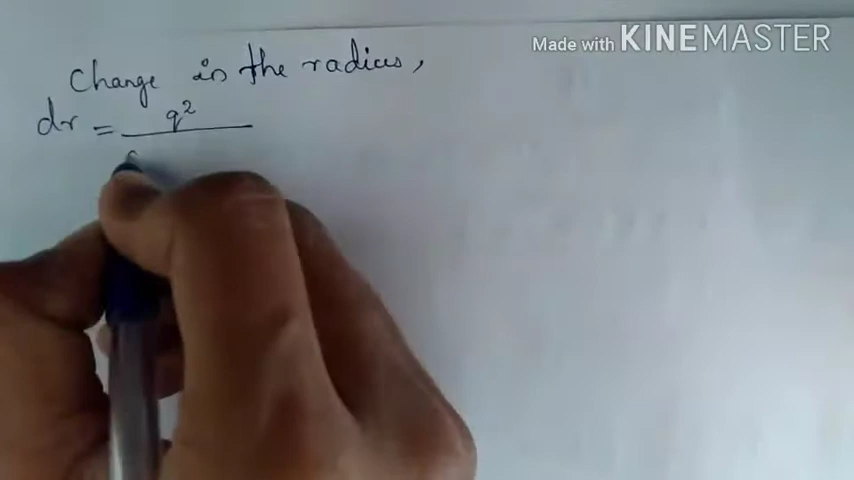 Made with KINEMASTER
Change in the radius,
dr = q²